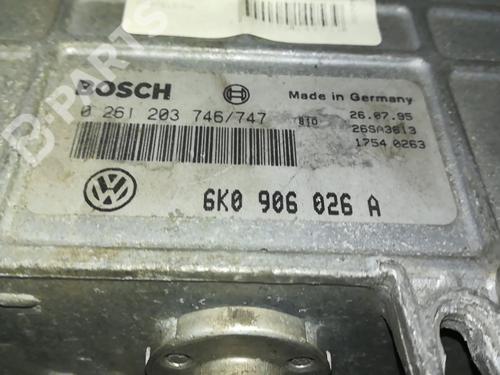 B-PARTS
BOSCH
Made in Germany
0 261 203 746/747
810
26.07.95
26SA3613
1754 0263
6K0 906 026 A